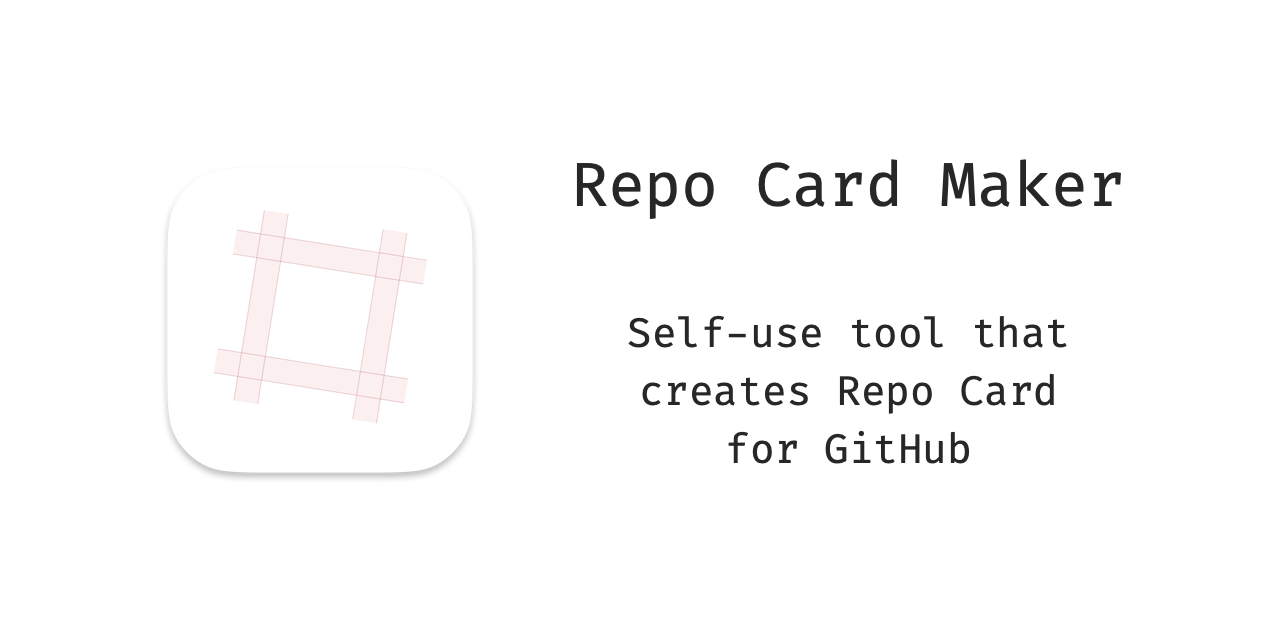 Repo Card Maker
Self-use tool that
creates Repo Card
for GitHub